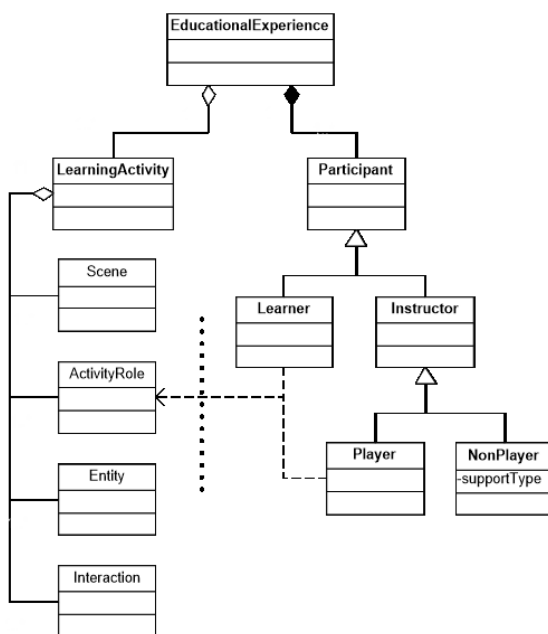 EducationalExperience
LearningActivity
Participant
Scene
Learner
Instructor
ActivityRole
Player
NonPlayer
-supportType
Entity
Interaction